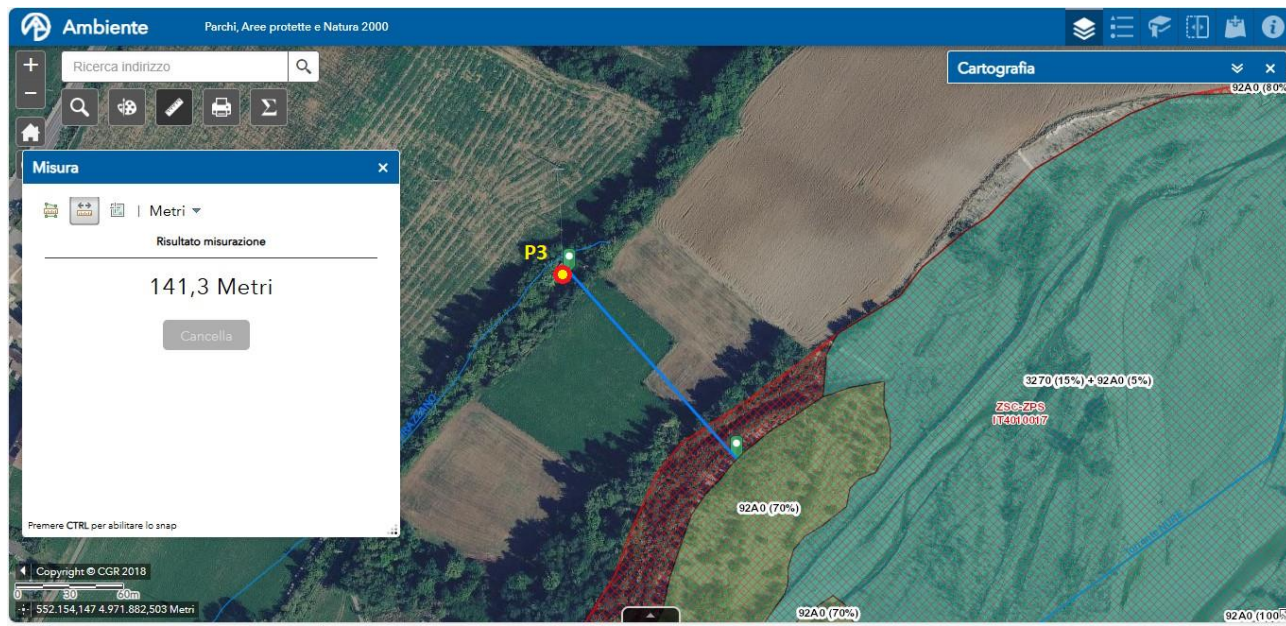 Ambiente
Parchi, Aree protette e Natura 2000
Ricerca indirizzo
Cartografia
92A0 (80%
Misura
Metri
Risultato misurazione
141,3 Metri
Cancella
Premere CTRL per abilitare lo snap
P3
3270 (15%) + 92A0 (5%)
ZSC-ZPS
IT4010017
92A0 (70%)
92A0 (70%)
92A0 (100%
Copyright © CGR 2018
0 30 60m
552.154,147 4.971.882,503 Metri